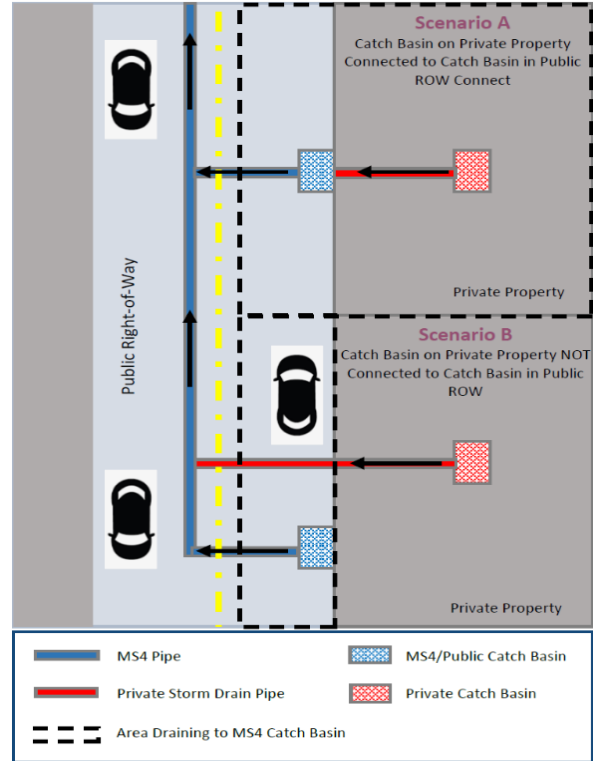 Scenario A
Catch Basin on Private Property
Connected to Catch Basin in Public
ROW Connect
Private Property
Public Right-of-Way
Scenario B
Catch Basin on Private Property NOT
Connected to Catch Basin in Public
ROW
Private Property
MS4 Pipe
MS4/Public Catch Basin
Private Storm Drain Pipe
Private Catch Basin
Area Draining to MS4 Catch Basin